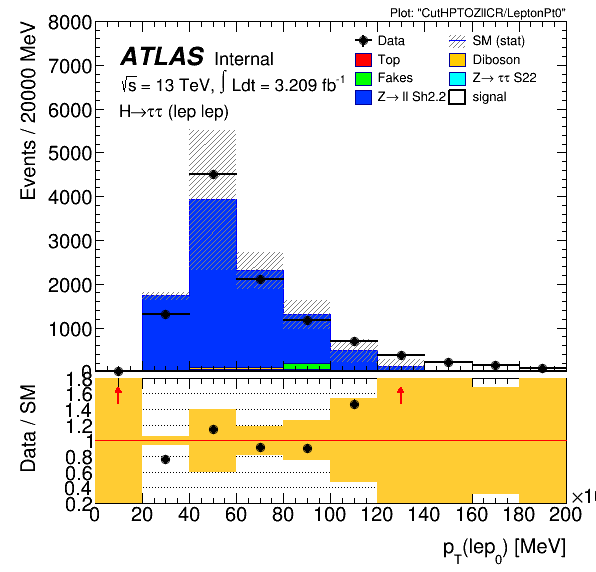 Plot: "CutHPTOZllCR/LeptonPt0"
Events / 20000 MeV
8000
7000
6000
5000
4000
3000
2000
1000
0
ATLAS Internal
√s = 13 TeV, ∫ Ldt = 3.209 fb⁻¹
H→ττ (lep lep)
Data
SM (stat)
Top
Diboson
Fakes
Z→ ττ S22
Z→ ll Sh2.2
signal
Data / SM
1.8
1.6
1.4
1.2
1
0.8
0.6
0.4
0.2
0 20 40 60 80 100 120 140 160 180 200
p_T(lep_0) [MeV]